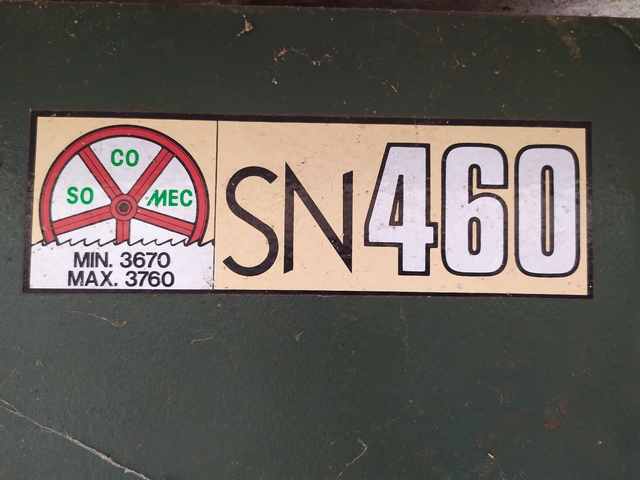 CO
SO MEC
MIN. 3670
MAX. 3760
SN460